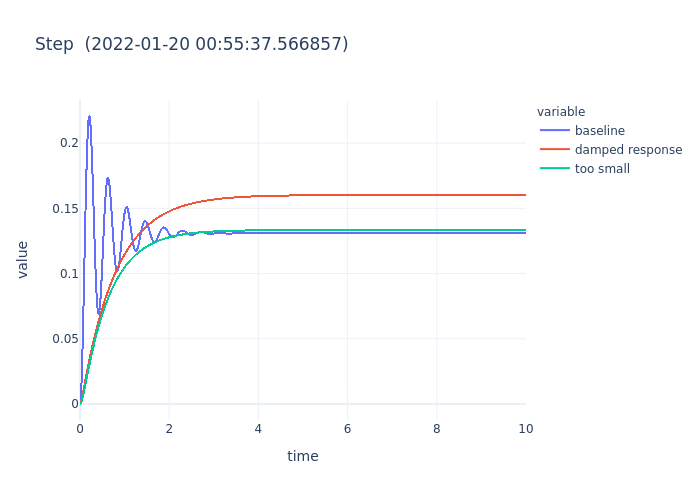 Step  (2022-01-20 00:55:37.566857)
variable
baseline
damped response
too small
value
0.2
0.15
0.1
0.05
0
0 2 4 6 8 10
time